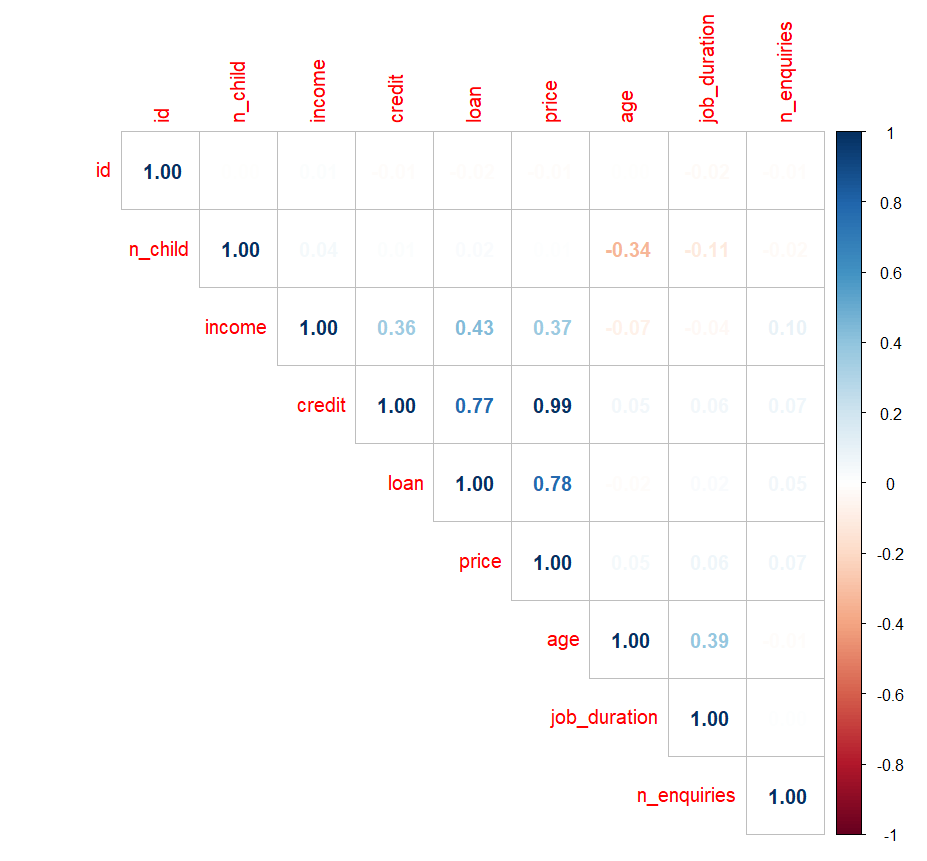 id n_child income credit loan price age job_duration n_enquiries
id 1.00 0.01 -0.01 -0.02 -0.01 -0.02 -0.01
n_child 1.00 0.04 0.01 0.02 -0.34 -0.11 -0.02
income 1.00 0.36 0.43 0.37 -0.07 -0.04 0.10
credit 1.00 0.77 0.99 0.05 0.06 0.07
loan 1.00 0.78 -0.02 0.02 0.05
price 1.00 0.05 0.06 0.07
age 1.00 0.39 -0.01
job_duration 1.00
n_enquiries 1.00
1
0.8
0.6
0.4
0.2
0
-0.2
-0.4
-0.6
-0.8
-1